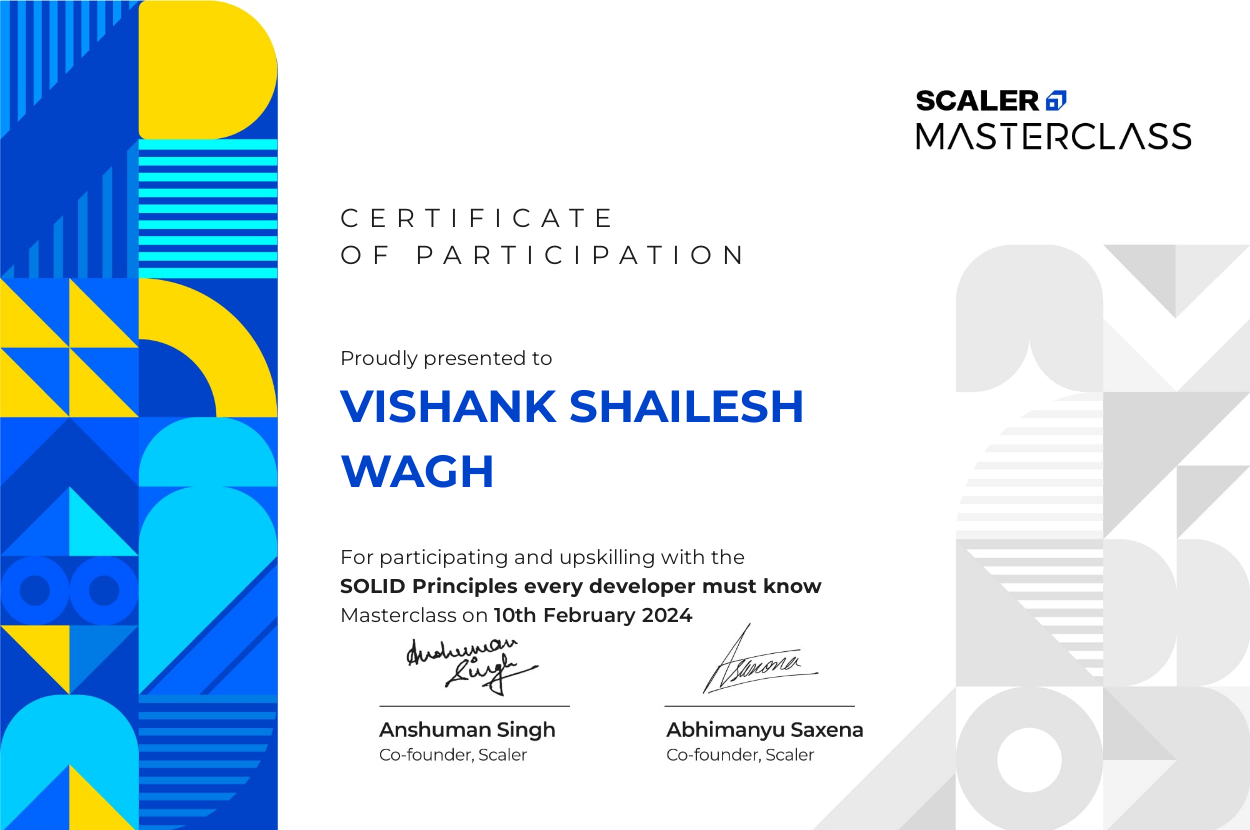 SCALER
MASTERCLASS
CERTIFICATE
OF PARTICIPATION
Proudly presented to
VISHANK SHAILESH
WAGH
For participating and upskilling with the
SOLID Principles every developer must know
Masterclass on 10th February 2024
Anshuman
Singh
Asaxena
Anshuman Singh
Co-founder, Scaler
Abhimanyu Saxena
Co-founder, Scaler